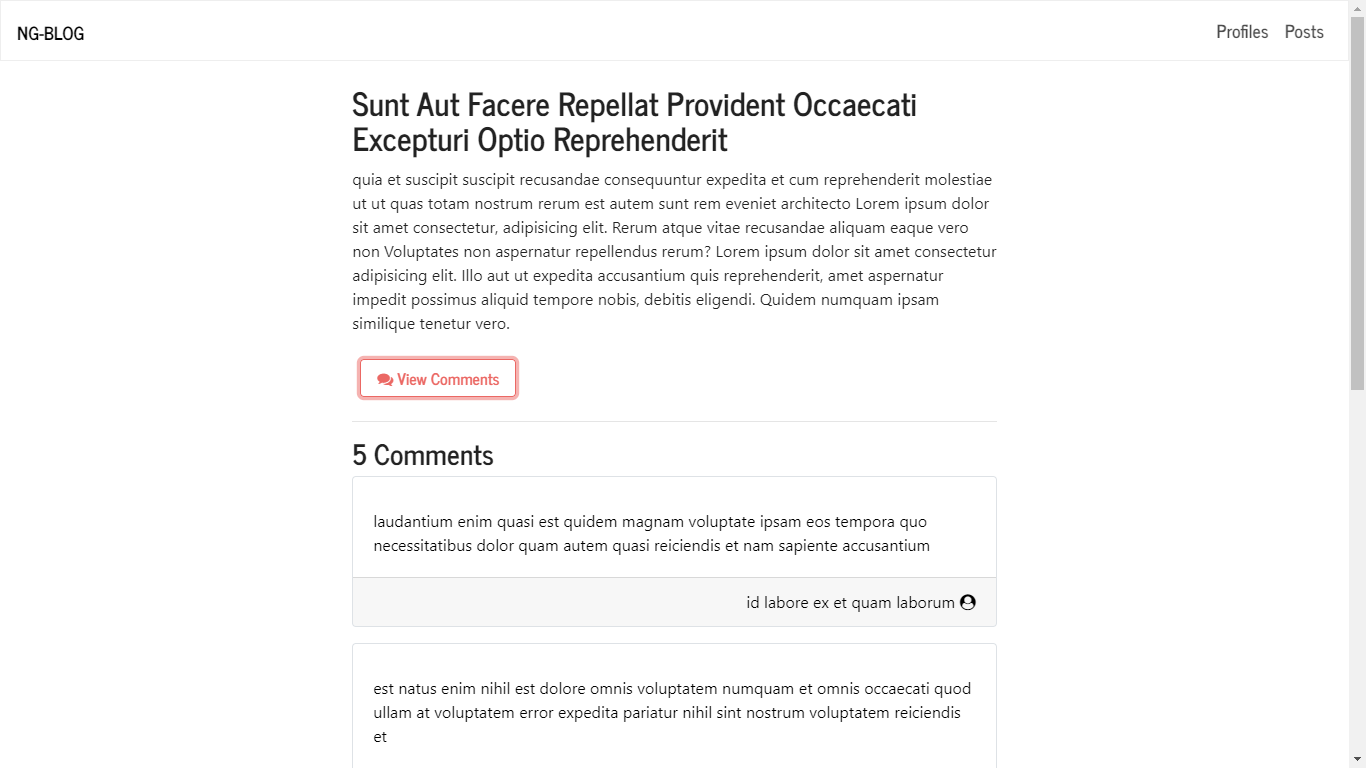 NG-BLOG
Profiles Posts
Sunt Aut Facere Repellat Provident Occaecati
Excepturi Optio Reprehenderit
quia et suscipit suscipit recusandae consequuntur expedita et cum reprehenderit molestiae
ut ut quas totam nostrum rerum est autem sunt rem eveniet architecto Lorem ipsum dolor
sit amet consectetur, adipisicing elit. Rerum atque vitae recusandae aliquam eaque vero
non Voluptates non aspernatur repellendus rerum? Lorem ipsum dolor sit amet consectetur
adipisicing elit. Illo aut ut expedita accusantium quis reprehenderit, amet aspernatur
impedit possimus aliquid tempore nobis, debitis eligendi. Quidem numquam ipsam
similique tenetur vero.
View Comments
5 Comments
laudantium enim quasi est quidem magnam voluptate ipsam eos tempora quo
necessitatibus dolor quam autem quasi reiciendis et nam sapiente accusantium
id labore ex et quam laborum
est natus enim nihil est dolore omnis voluptatem numquam et omnis occaecati quod
ullam at voluptatem error expedita pariatur nihil sint nostrum voluptatem reiciendis
et